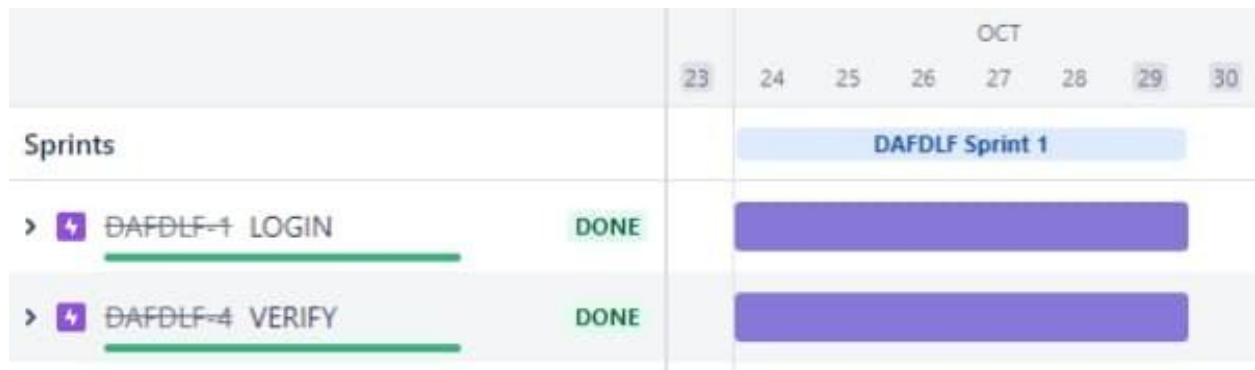 OCT
23 24 25 26 27 28 29 30
Sprints DAFDLF Sprint 1
DAFDLF-1 LOGIN DONE
DAFDLF-4 VERIFY DONE